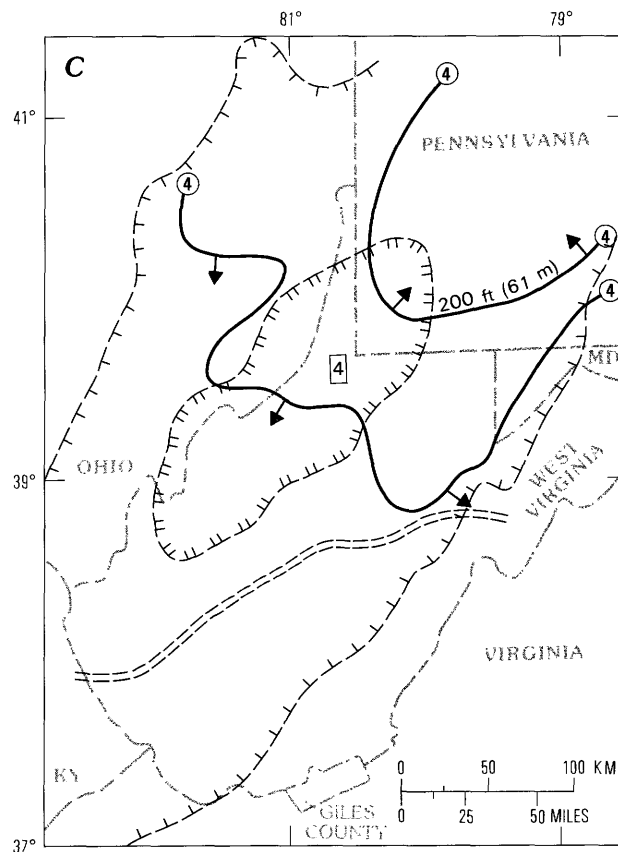 81°
79°
C
41°
4
PENNSYLVANIA
4
4
4
200 ft (61 m)
4
MD
OHIO
39°
WEST
VIRGINIA
VIRGINIA
KY
0 50 100 KM
0 25 50 MILES
GILES
COUNTY
37°